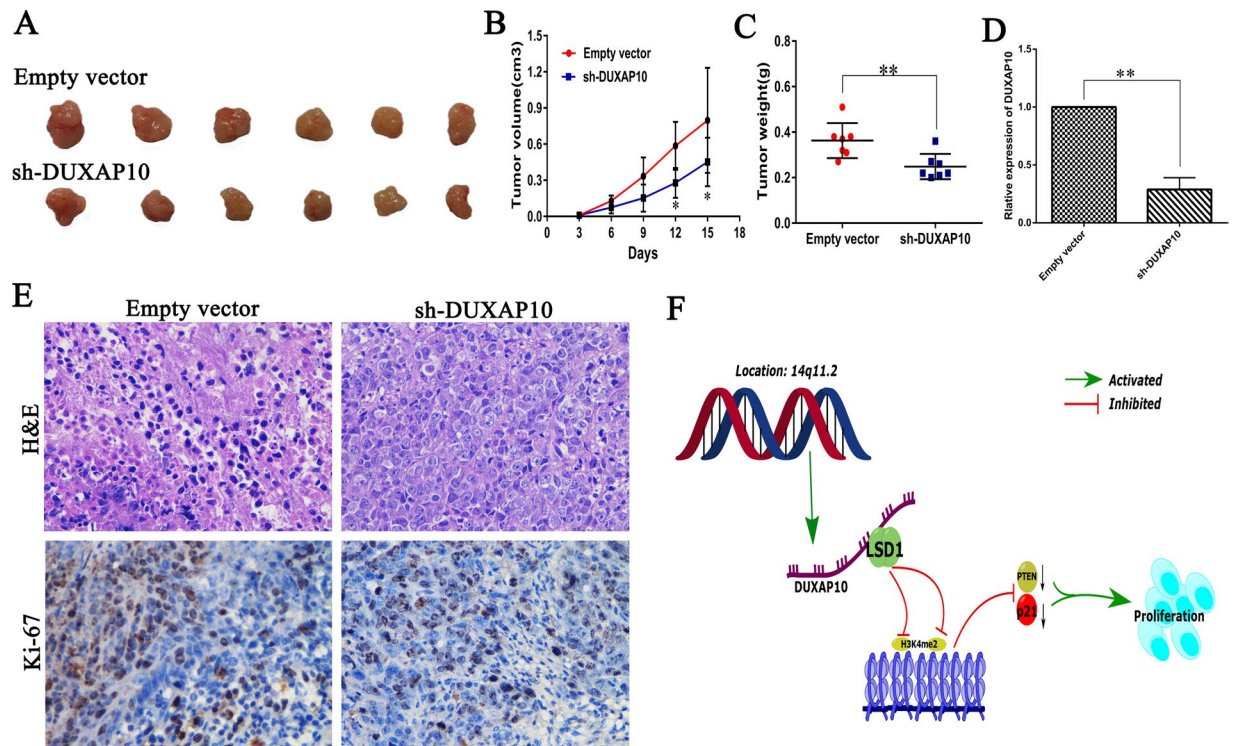 A
Empty vector
sh-DUXAP10
B
Tumor volume(cm3)
1.5
1.2
0.9
0.6
0.3
0.0
0 3 6 9 12 15 18
Days
Empty vector
sh-DUXAP10
*
*
C
Tumor weight(g)
0.8
0.6
0.4
0.2
0.0
**
Empty vector sh-DUXAP10
D
Rlative expression of DUXAP10
1.5
1.0
0.5
0.0
**
Empty vector
sh-DUXAP10
E
Empty vector sh-DUXAP10
H&E
Ki-67
F
Location: 14q11.2
Activated
Inhibited
LSD1
DUXAP10
H3K4me2
PTEN
p21
Proliferation